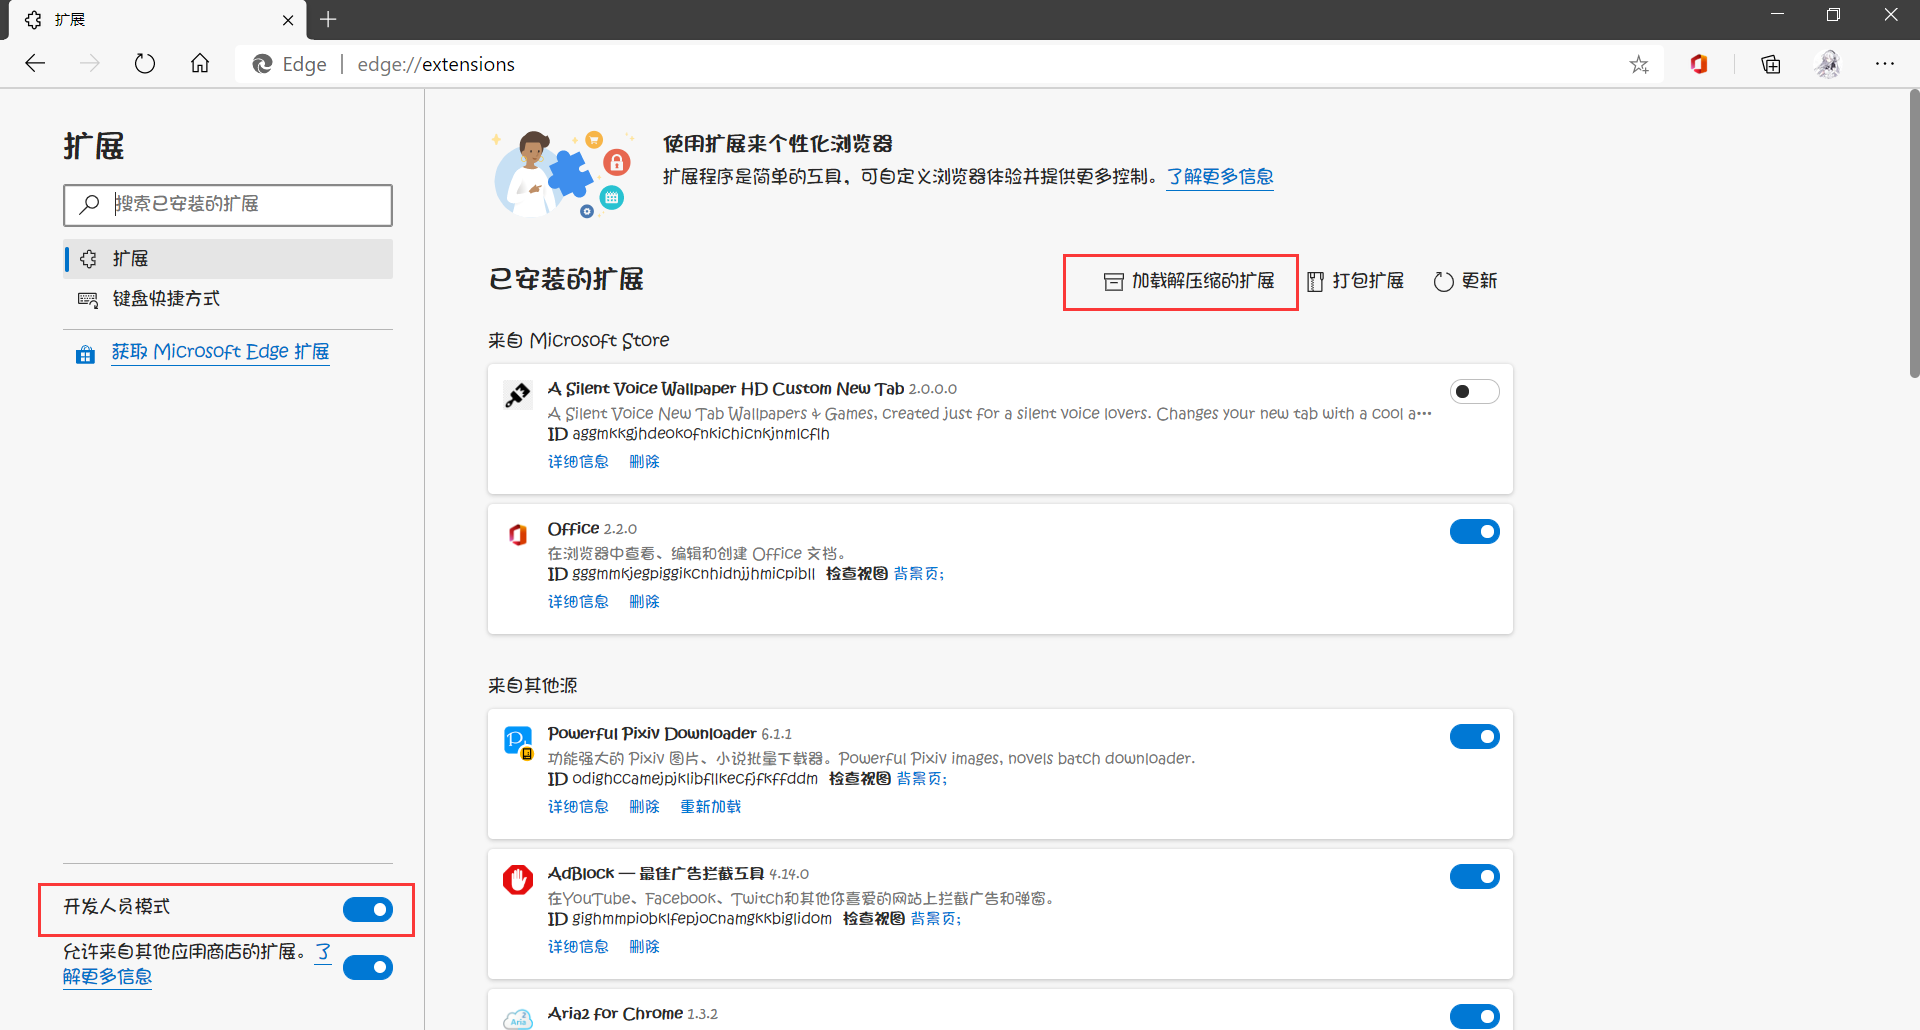 扩展
Edge | edge://extensions
扩展
搜索已安装的扩展
扩展
键盘快捷方式
获取 Microsoft Edge 扩展
开发人员模式
允许来自其他应用商店的扩展。了
解更多信息
使用扩展来个性化浏览器
扩展程序是简单的工具，可自定义浏览器体验并提供更多控制。了解更多信息
已安装的扩展
加载解压缩的扩展
打包扩展
更新
来自 Microsoft Store
A Silent Voice Wallpaper HD Custom New Tab 2.0.0.0
A Silent Voice New Tab Wallpapers & Games, created just for a silent voice lovers. Changes your new tab with a cool a…
ID aggmkkgjhdeokofnkichicnkjnmlcflh
详细信息 删除
Office 2.2.0
在浏览器中查看、编辑和创建 Office 文档。
ID gggmmkjegpiggikcnhidnjjhmicpibll 检查视图 背景页;
详细信息 删除
来自其他源
Powerful Pixiv Downloader 6.1.1
功能强大的 Pixiv 图片、小说批量下载器。Powerful Pixiv images, novels batch downloader.
ID odighccamejpjklibfllkecfjfkffddm 检查视图 背景页;
详细信息 删除 重新加载
AdBlock — 最佳广告拦截工具 4.14.0
在YouTube、Facebook、Twitch和其他你喜爱的网站上拦截广告和弹窗。
ID gighmmpiobklfepjocnamgkkbiglidom 检查视图 背景页;
详细信息 删除
Aria2 for Chrome 1.3.2